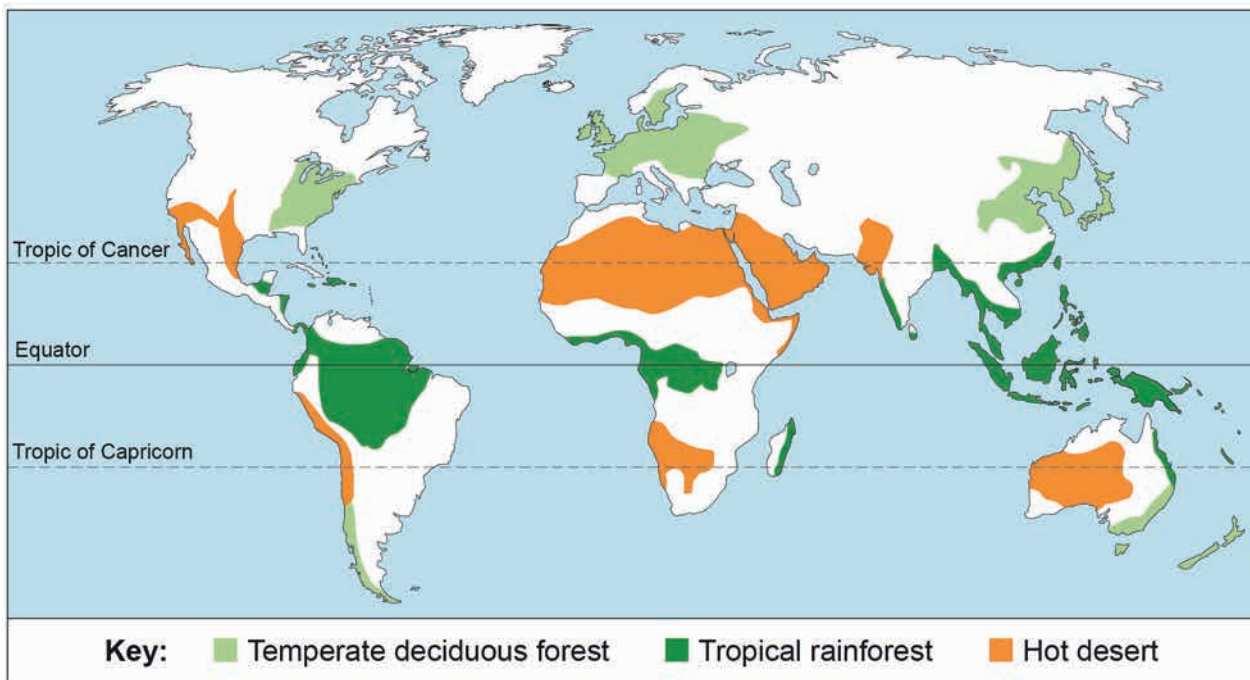 Tropic of Cancer
Equator
Tropic of Capricorn
Key: Temperate deciduous forest Tropical rainforest Hot desert